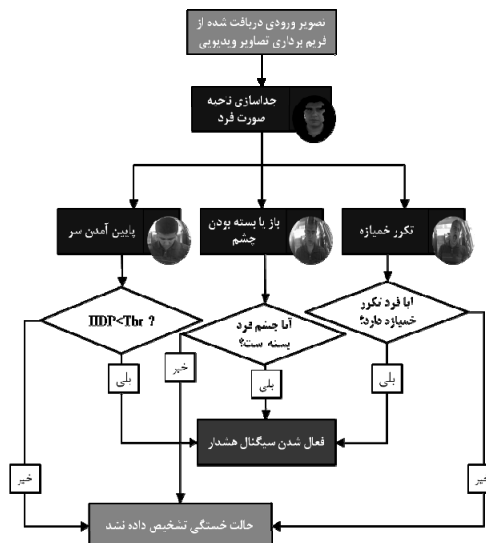 تصویر ورودی دریافت شده از
فریم برداری تصاویر ویدیویی
جداسازی ناحیه
صورت فرد
تکرر خمیازه
باز یا بسته بودن
چشم
پایین آمدن سر
ایا فرد تکرر
خمیازه دارد؟
آیا چشم فرد
بسته ست؟
HDP<Thr ?
بلی
بلی
بلی
خیر
فعال شدن سیگنال هشدار
خیر
خیر
حالت خستگی تشخیص داده نشد